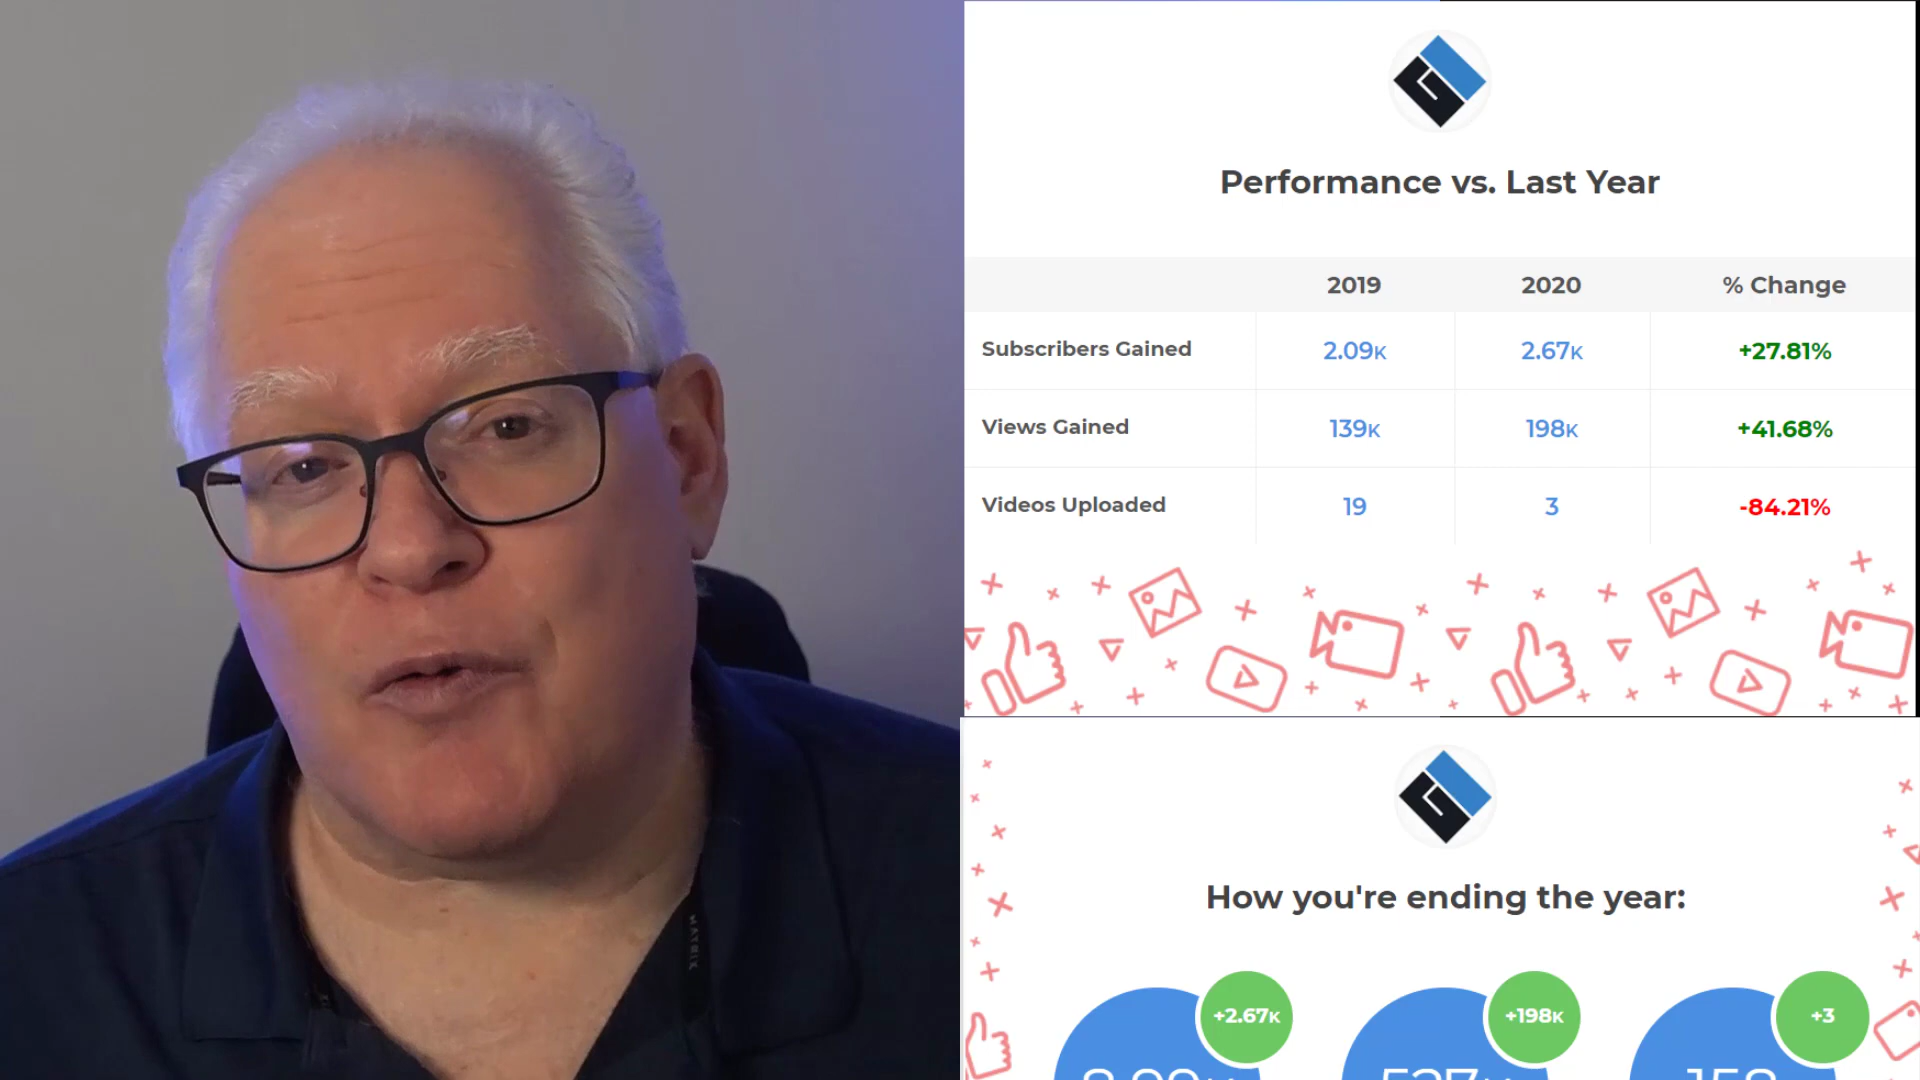 Performance vs. Last Year
2019 2020 % Change
Subscribers Gained 2.09K 2.67K +27.81%
Views Gained 139K 198K +41.68%
Videos Uploaded 19 3 -84.21%
How you're ending the year:
+2.67K +198K +3
MATRIX